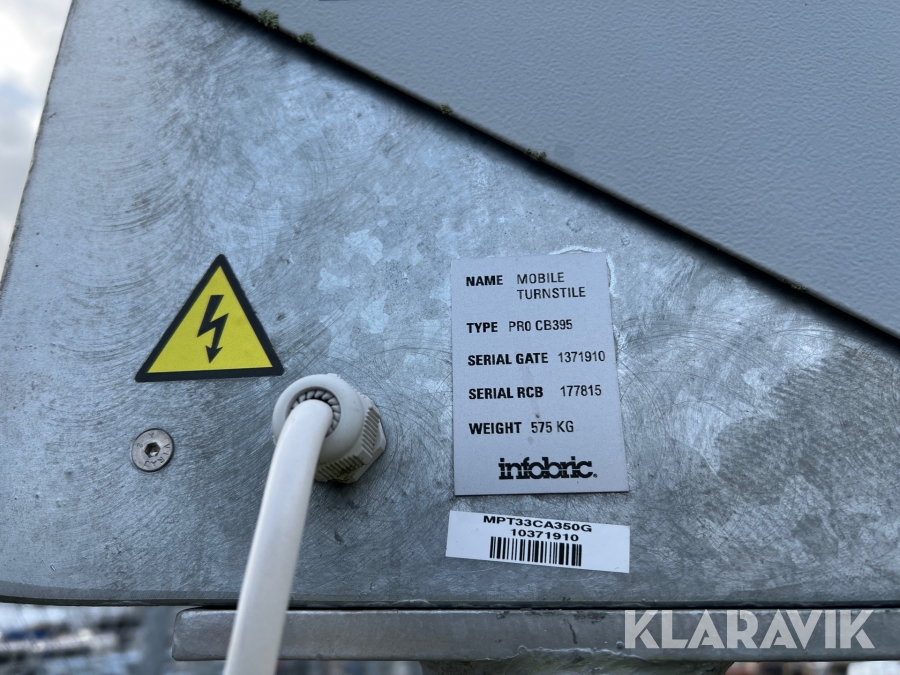 NAME MOBILE
TURNSTILE
TYPE PRO CB395
SERIAL GATE 1371910
SERIAL RCB 177815
WEIGHT 575 KG
infobric
MPT33CA350G
10371910
KLARAVIK